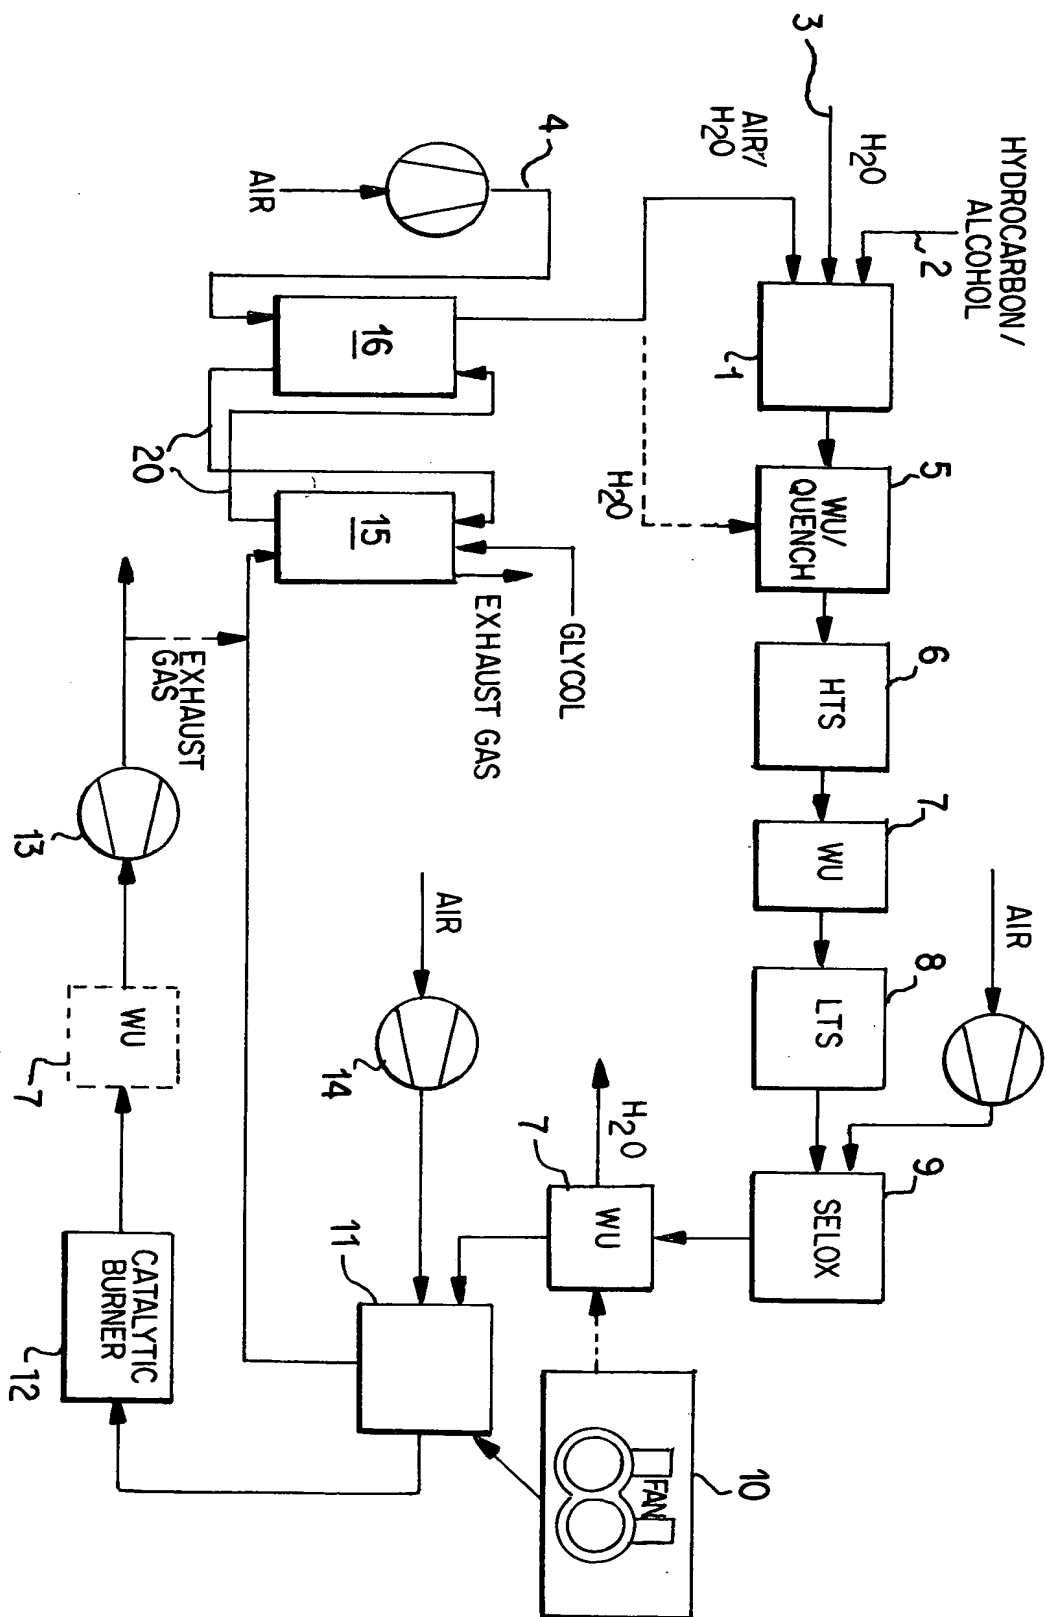 HYDROCARBON/
ALCOHOL
2
H2O
3
AIR/
H2O
1
5
WU/
QUENCH
H2O
6
HTS
7
WU
8
LTS
AIR
9
SELOX
4
AIR
16
20
15
GLYCOL
EXHAUST GAS
7
WU
H2O
10
FAN
11
AIR
14
EXHAUST
GAS
13
WU
7
CATALYTIC
BURNER
12